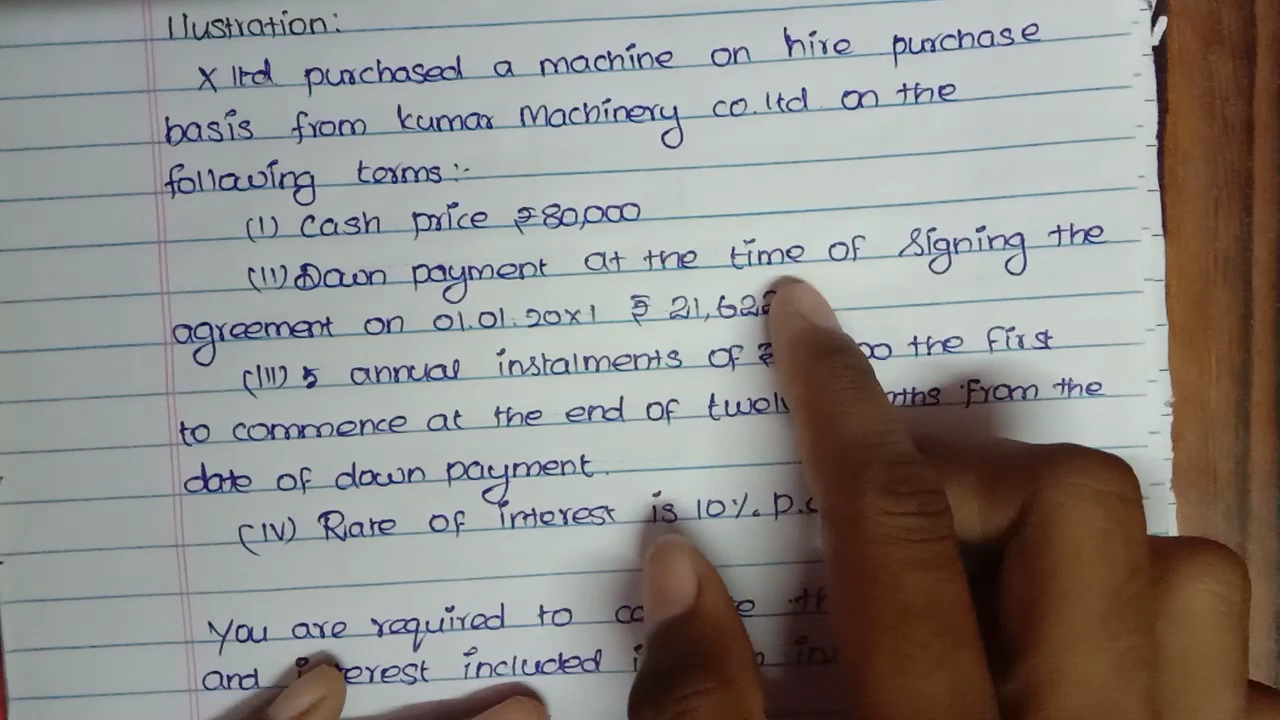 Illustration:
X ltd purchased a machine on hire purchase
basis from kumar Machinery co.ltd on the
following terms:-
(I) Cash price ₹80,000
(II) Down payment at the time of Signing the
agreement on 01.01.20x1 ₹ 21,622
(III) 5 annual instalments of ₹ the first
to commence at the end of from the
date of down payment.
(IV) Rate of interest is 10%
You are required to
and included